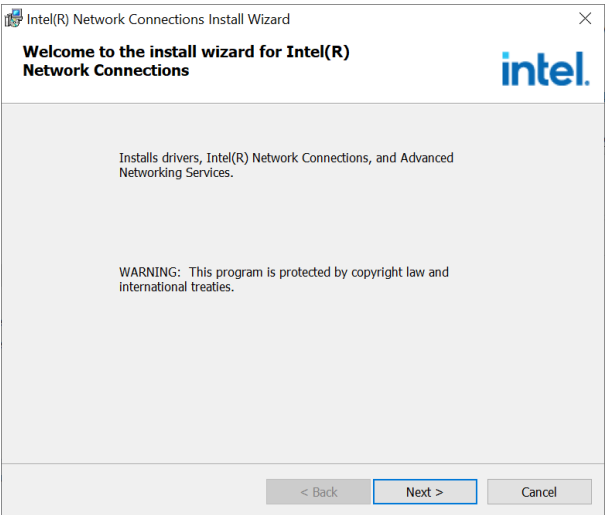 Intel(R) Network Connections Install Wizard
Welcome to the install wizard for Intel(R)
Network Connections
intel.
Installs drivers, Intel(R) Network Connections, and Advanced
Networking Services.
WARNING:  This program is protected by copyright law and
international treaties.
< Back
Next >
Cancel